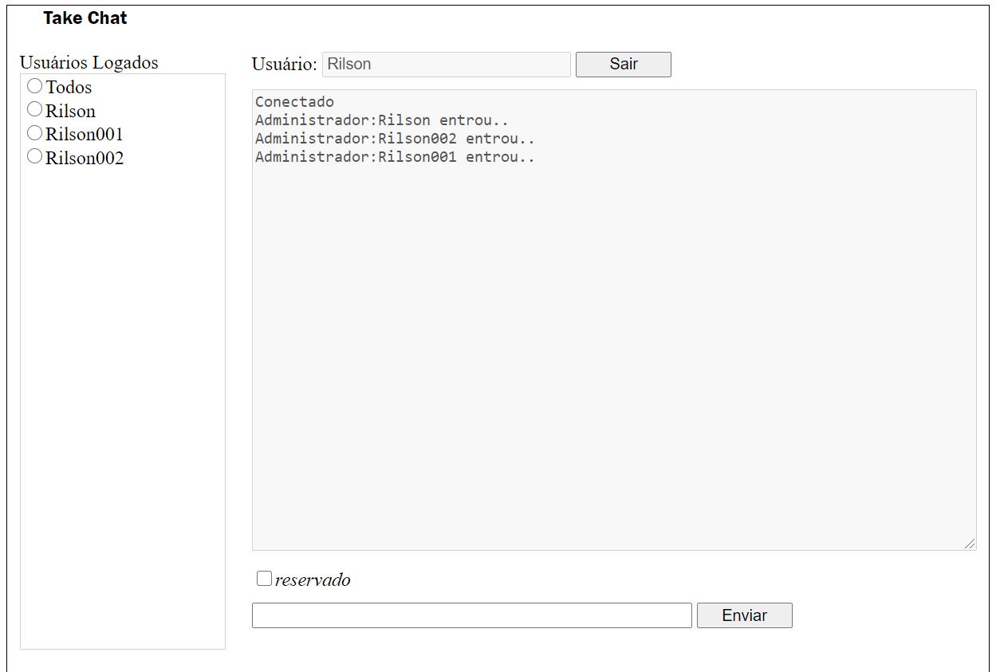 Take Chat
Usuários Logados
Todos
Rilson
Rilson001
Rilson002
Usuário: Rilson Sair
Conectado
Administrador:Rilson entrou..
Administrador:Rilson002 entrou..
Administrador:Rilson001 entrou..
reservado
Enviar